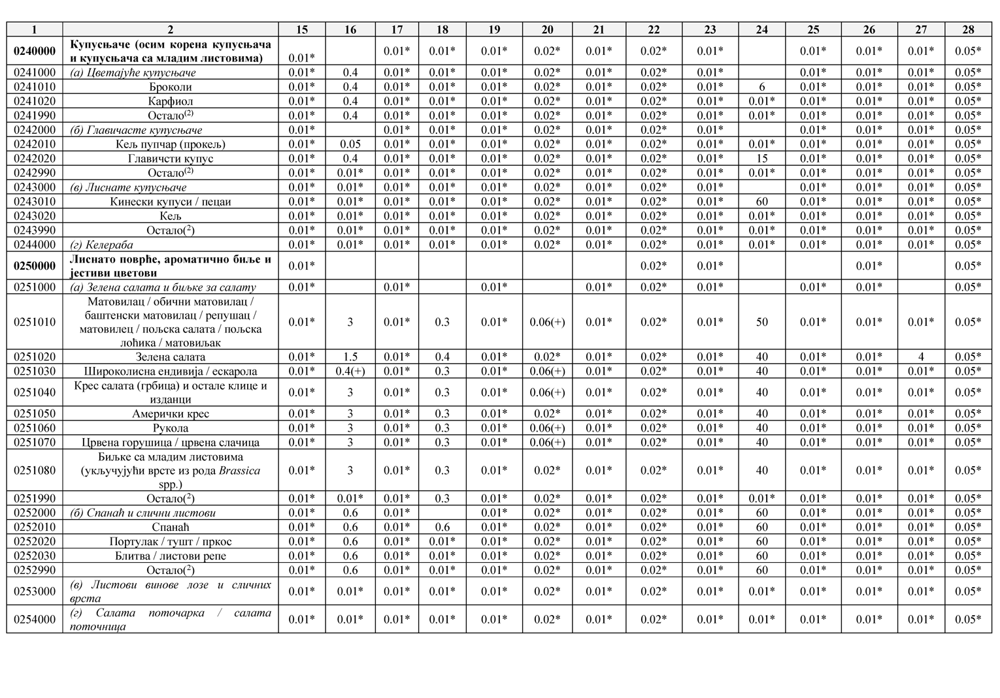 1 2 15 16 17 18 19 20 21 22 23 24 25 26 27 28
0240000 Купусњаче (осим корена купусњача
и купусњача са младим листовима) 0.01* 0.01* 0.01* 0.01* 0.02* 0.01* 0.02* 0.01* 0.01* 0.01* 0.01* 0.05*
0241000 (а) Цветајуће купусњаче 0.01* 0.4 0.01* 0.01* 0.01* 0.02* 0.01* 0.02* 0.01* 0.01* 0.01* 0.01* 0.05*
0241010 Броколи 0.01* 0.4 0.01* 0.01* 0.01* 0.02* 0.01* 0.02* 0.01* 6 0.01* 0.01* 0.01* 0.05*
0241020 Карфиол 0.01* 0.4 0.01* 0.01* 0.01* 0.02* 0.01* 0.02* 0.01* 0.01* 0.01* 0.01* 0.01* 0.05*
0241990 Остало(2) 0.01* 0.4 0.01* 0.01* 0.01* 0.02* 0.01* 0.02* 0.01* 0.01* 0.01* 0.01* 0.01* 0.05*
0242000 (б) Главичасте купусњаче 0.01* 0.01* 0.01* 0.01* 0.02* 0.01* 0.02* 0.01* 0.01* 0.01* 0.01* 0.05*
0242010 Кељ пупчар (прокељ) 0.01* 0.05 0.01* 0.01* 0.01* 0.02* 0.01* 0.02* 0.01* 0.01* 0.01* 0.01* 0.01* 0.05*
0242020 Главичсти купус 0.01* 0.4 0.01* 0.01* 0.01* 0.02* 0.01* 0.02* 0.01* 15 0.01* 0.01* 0.01* 0.05*
0242990 Остало(2) 0.01* 0.01* 0.01* 0.01* 0.01* 0.02* 0.01* 0.02* 0.01* 0.01* 0.01* 0.01* 0.01* 0.05*
0243000 (в) Лиснате купусњаче 0.01* 0.01* 0.01* 0.01* 0.01* 0.02* 0.01* 0.02* 0.01* 0.01* 0.01* 0.01* 0.05*
0243010 Кинески купуси / пецаи 0.01* 0.01* 0.01* 0.01* 0.01* 0.02* 0.01* 0.02* 0.01* 60 0.01* 0.01* 0.01* 0.05*
0243020 Кељ 0.01* 0.01* 0.01* 0.01* 0.01* 0.02* 0.01* 0.02* 0.01* 0.01* 0.01* 0.01* 0.01* 0.05*
0243990 Остало(2) 0.01* 0.01* 0.01* 0.01* 0.01* 0.02* 0.01* 0.02* 0.01* 0.01* 0.01* 0.01* 0.01* 0.05*
0244000 (г) Келераба 0.01* 0.01* 0.01* 0.01* 0.01* 0.02* 0.01* 0.02* 0.01* 0.01* 0.01* 0.01* 0.01* 0.05*
0250000 Лиснато поврће, ароматично биље и
јестиви цветови 0.01* 0.02* 0.01* 0.01* 0.05*
0251000 (а) Зелена салата и биљке за салату 0.01* 0.01* 0.01* 0.01* 0.02* 0.01* 0.01* 0.01* 0.05*
0251010 Матовилац / обични матовилац /
баштенски матовилац / репушац /
матовилец / пољска салата / пољска
лоћика / матовиљак 0.01* 3 0.01* 0.3 0.01* 0.06(+) 0.01* 0.02* 0.01* 50 0.01* 0.01* 0.01* 0.05*
0251020 Зелена салата 0.01* 1.5 0.01* 0.4 0.01* 0.02* 0.01* 0.02* 0.01* 40 0.01* 0.01* 4 0.05*
0251030 Широколисна ендивија / ескарола 0.01* 0.4(+) 0.01* 0.3 0.01* 0.06(+) 0.01* 0.02* 0.01* 40 0.01* 0.01* 0.01* 0.05*
0251040 Крес салата (грбица) и остале клице и
изданци 0.01* 3 0.01* 0.3 0.01* 0.06(+) 0.01* 0.02* 0.01* 40 0.01* 0.01* 0.01* 0.05*
0251050 Амерички крес 0.01* 3 0.01* 0.3 0.01* 0.02* 0.01* 0.02* 0.01* 40 0.01* 0.01* 0.01* 0.05*
0251060 Рукола 0.01* 3 0.01* 0.3 0.01* 0.06(+) 0.01* 0.02* 0.01* 40 0.01* 0.01* 0.01* 0.05*
0251070 Црвена горушица / црвена слачица 0.01* 3 0.01* 0.3 0.01* 0.06(+) 0.01* 0.02* 0.01* 40 0.01* 0.01* 0.01* 0.05*
0251080 Биљке са младим листовима
(укључујући врсте из рода Brassica
spp.) 0.01* 3 0.01* 0.3 0.01* 0.02* 0.01* 0.02* 0.01* 40 0.01* 0.01* 0.01* 0.05*
0251990 Остало(2) 0.01* 0.01* 0.01* 0.3 0.01* 0.02* 0.01* 0.02* 0.01* 0.01* 0.01* 0.01* 0.01* 0.05*
0252000 (б) Спанаћ и слични листови 0.01* 0.6 0.01* 0.01* 0.02* 0.01* 0.02* 0.01* 60 0.01* 0.01* 0.01* 0.05*
0252010 Спанаћ 0.01* 0.6 0.01* 0.6 0.01* 0.02* 0.01* 0.02* 0.01* 60 0.01* 0.01* 0.01* 0.05*
0252020 Портулак / тушт / пркос 0.01* 0.6 0.01* 0.01* 0.01* 0.02* 0.01* 0.02* 0.01* 60 0.01* 0.01* 0.01* 0.05*
0252030 Блитва / листови репе 0.01* 0.6 0.01* 0.01* 0.01* 0.02* 0.01* 0.02* 0.01* 60 0.01* 0.01* 0.01* 0.05*
0252990 Остало(2) 0.01* 0.6 0.01* 0.01* 0.01* 0.02* 0.01* 0.02* 0.01* 60 0.01* 0.01* 0.01* 0.05*
0253000 (в) Листови винове лозе и сличних
врста 0.01* 0.01* 0.01* 0.01* 0.01* 0.02* 0.01* 0.02* 0.01* 0.01* 0.01* 0.01* 0.01* 0.05*
0254000 (г) Салата поточарка / салата
поточница 0.01* 0.01* 0.01* 0.01* 0.01* 0.02* 0.01* 0.02* 0.01* 0.01* 0.01* 0.01* 0.01* 0.05*